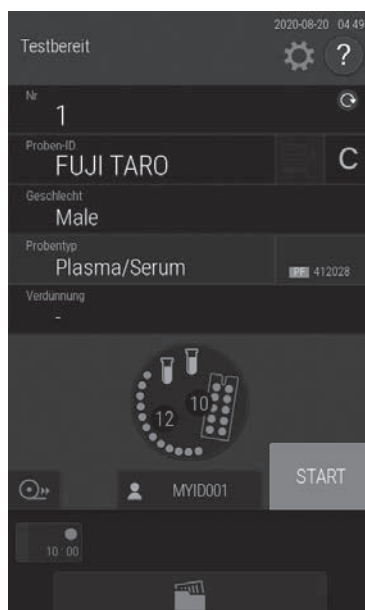 2020-08-20 04:49
Testbereit
?
Nr
1
Proben-ID
FUJI TARO
C
Geschlecht
Male
Probentyp
Plasma/Serum
PF 412028
Verdünnung
-
12
10
START
MYID001
10:00